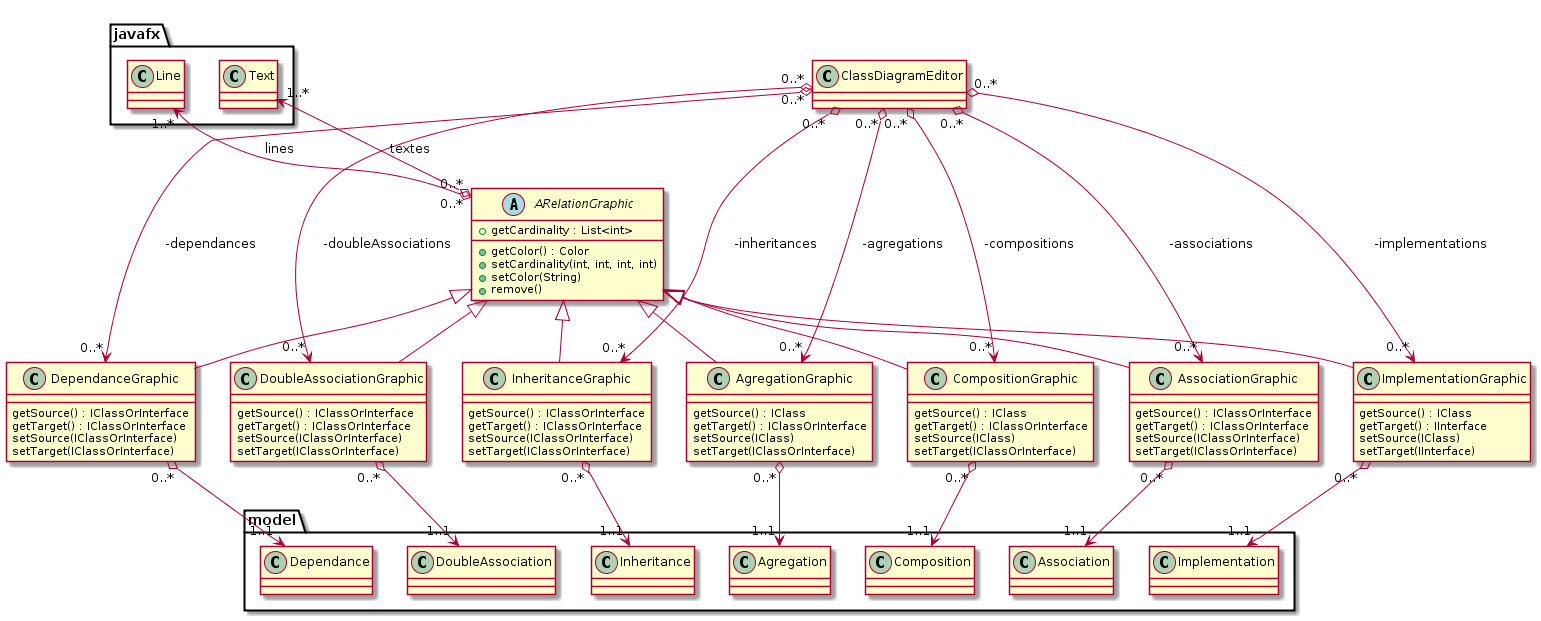 javafx
C Line
C Text
C ClassDiagramEditor
0..*
0..*
0..*
1..*
1..*
0..*
0..*
0..*
0..*
0..*
lines
textes
0..*
0..*
A ARelationGraphic
getCardinality : List<int>
getColor() : Color
setCardinality(int, int, int, int)
setColor(String)
remove()
-dependances
-doubleAssociations
-inheritances
-agregations
-compositions
-associations
-implementations
0..*
0..*
0..*
0..*
0..*
0..*
0..*
C DependanceGraphic
getSource() : IClassOrInterface
getTarget() : IClassOrInterface
setSource(IClassOrInterface)
setTarget(IClassOrInterface)
C DoubleAssociationGraphic
getSource() : IClassOrInterface
getTarget() : IClassOrInterface
setSource(IClassOrInterface)
setTarget(IClassOrInterface)
C InheritanceGraphic
getSource() : IClassOrInterface
getTarget() : IClassOrInterface
setSource(IClassOrInterface)
setTarget(IClassOrInterface)
C AgregationGraphic
getSource() : IClass
getTarget() : IClassOrInterface
setSource(IClass)
setTarget(IClassOrInterface)
C CompositionGraphic
getSource() : IClass
getTarget() : IClassOrInterface
setSource(IClass)
setTarget(IClassOrInterface)
C AssociationGraphic
getSource() : IClassOrInterface
getTarget() : IClassOrInterface
setSource(IClassOrInterface)
setTarget(IClassOrInterface)
C ImplementationGraphic
getSource() : IClass
getTarget() : IInterface
setSource(IClass)
setTarget(IInterface)
0..*
0..*
0..*
0..*
0..*
0..*
0..*
model
1..1
1..1
1..1
1..1
1..1
1..1
1..1
C Dependance
C DoubleAssociation
C Inheritance
C Agregation
C Composition
C Association
C Implementation